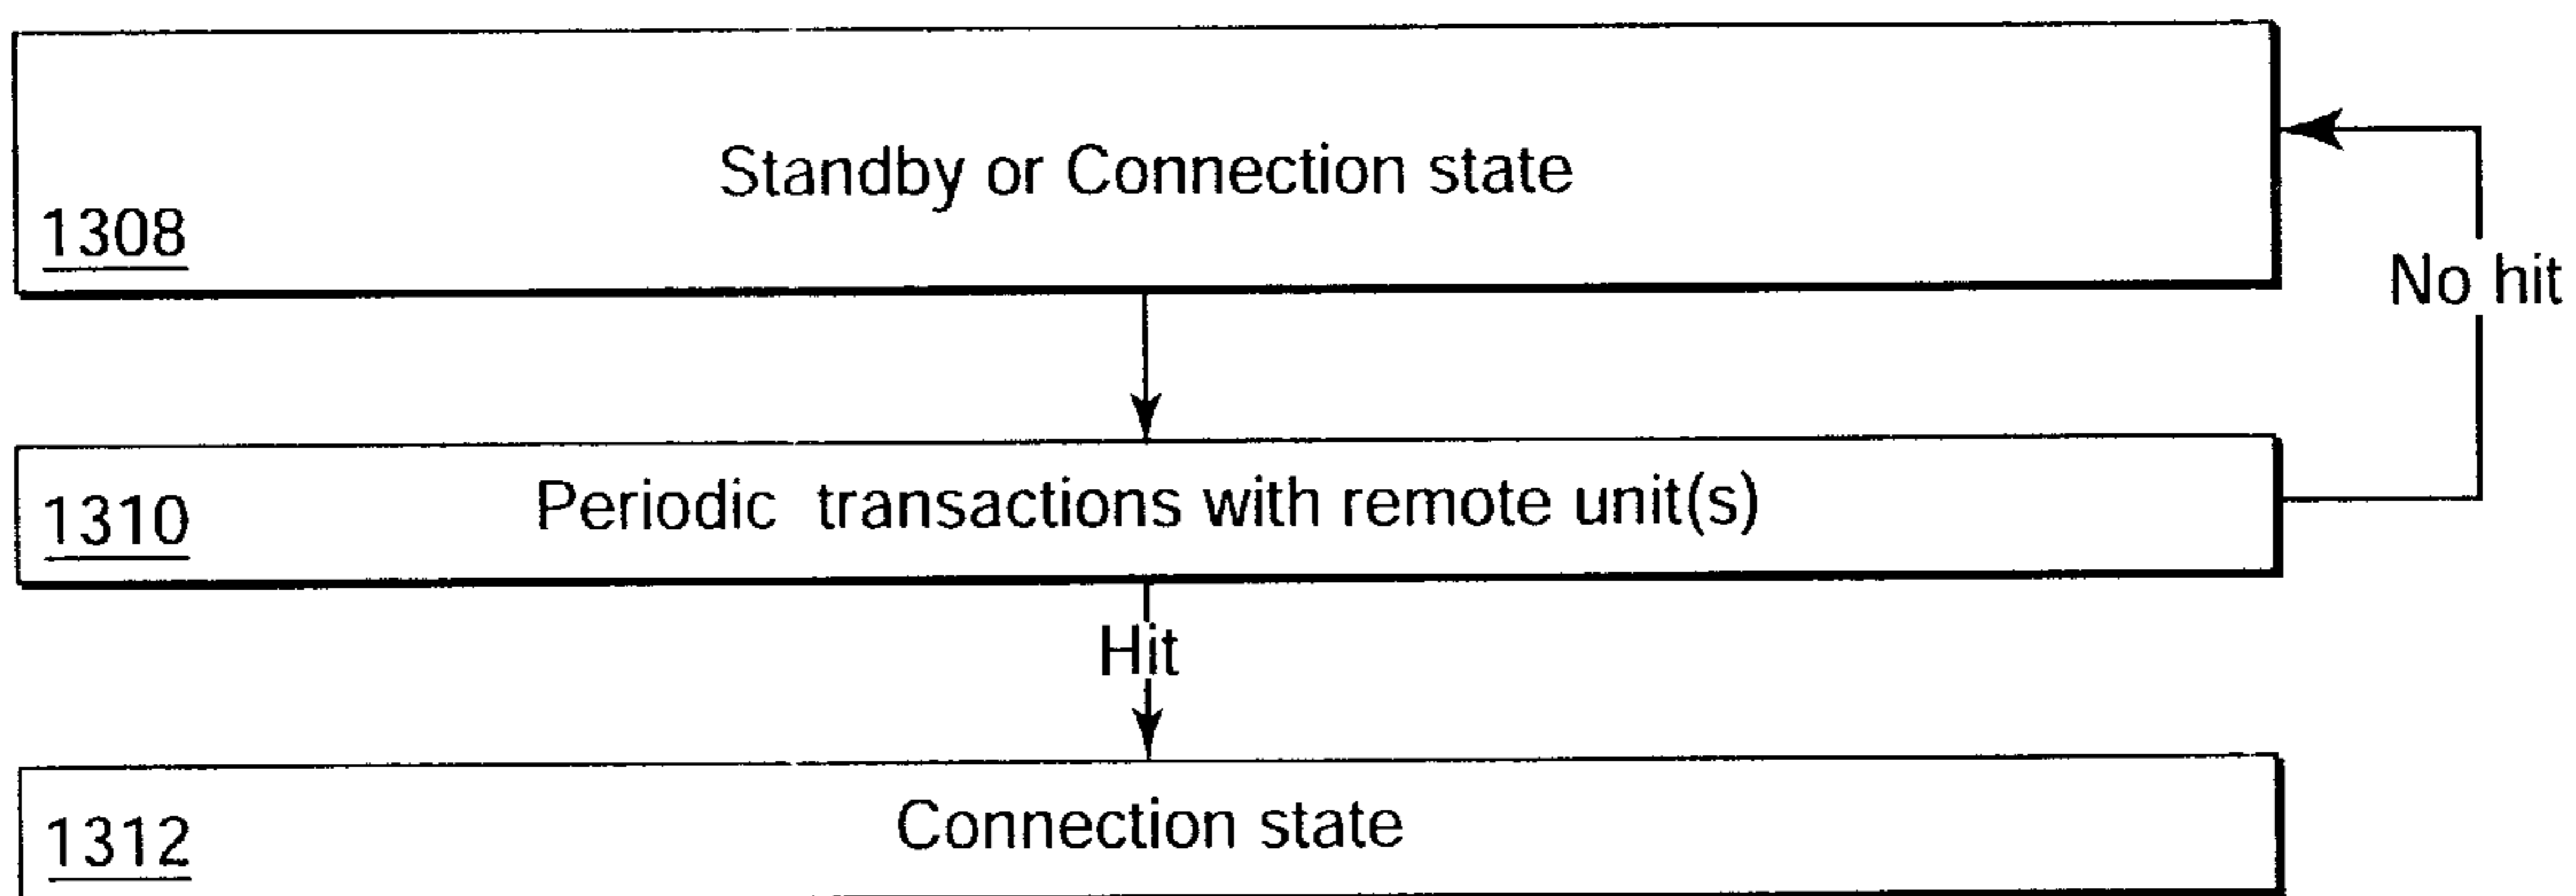 Standby or Connection state
1308
No hit
Periodic transactions with remote unit(s)
1310
Hit
Connection state
1312